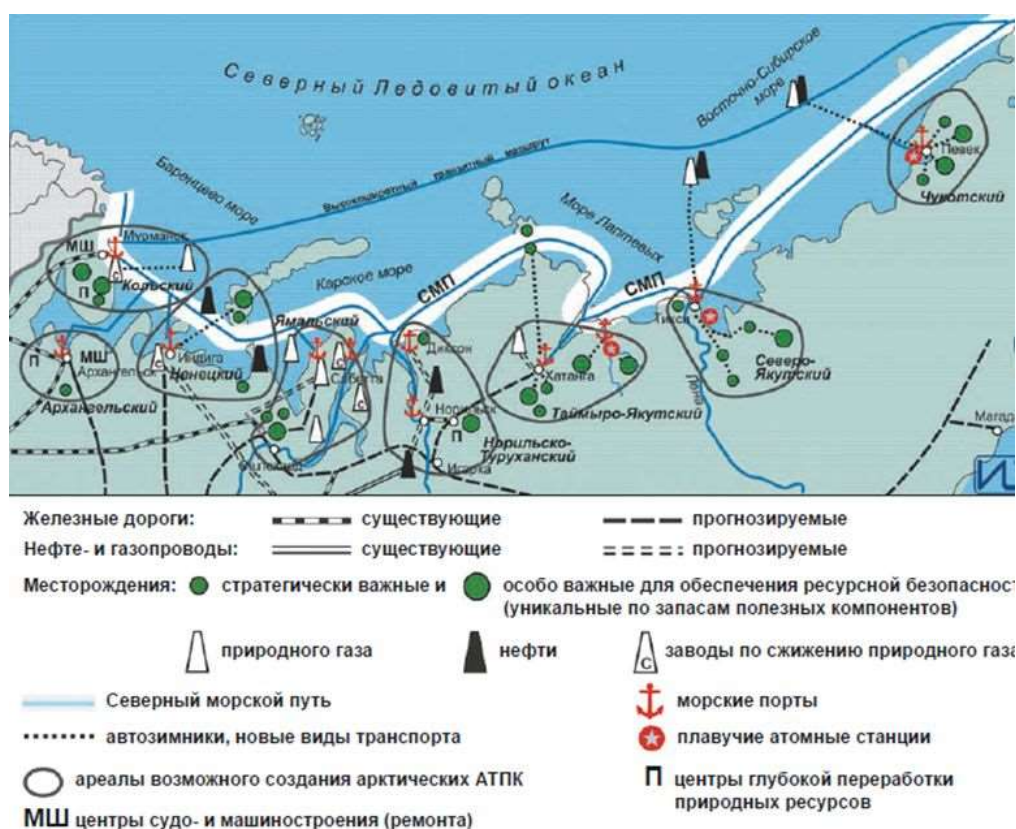 Северный Ледовитый океан
Восточно-Сибирское
море
Баренцево море
Высокоширотный транзитный маршрут
Певек
Чукотский
Море Лаптевых
МШ
Мурманск
С
Кольский
П
Карское море
СМП
СМП
Ямальский
Тикси
П
МШ
Архангельск
Архангельский
С
Индига
Ненецкий
С
Сабетта
С
Диксон
Хатанга
Таймыро-Якутский
Лена
Северо-
Якутский
Норильск
П
Норильско-
Туруханский
Игарка
Магад
Железные дороги: существующие прогнозируемые
Нефте- и газопроводы: существующие прогнозируемые
Месторождения: стратегически важные и особо важные для обеспечения ресурсной безопасност
(уникальные по запасам полезных компонентов)
природного газа нефти С заводы по сжижению природного газа
Северный морской путь морские порты
автозимники, новые виды транспорта плавучие атомные станции
ареалы возможного создания арктических АТПК П центры глубокой переработки
природных ресурсов
МШ центры судо- и машиностроения (ремонта)